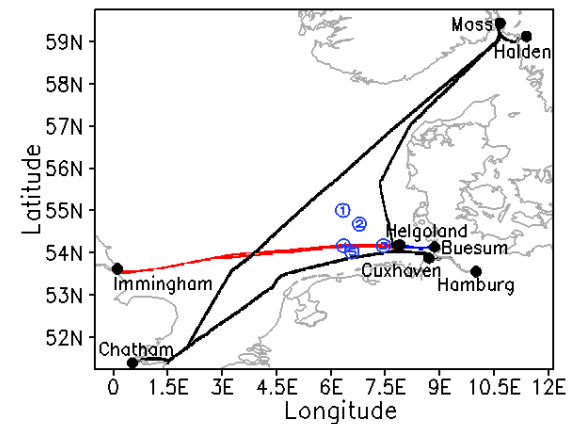 59N
58N
57N
56N
55N
54N
53N
52N
Latitude
Moss
Halden
1
2
Helgoland
Buesum
Cuxhaven
Hamburg
Immingham
Chatham
0 1.5E 3E 4.5E 6E 7.5E 9E 10.5E 12E
Longitude